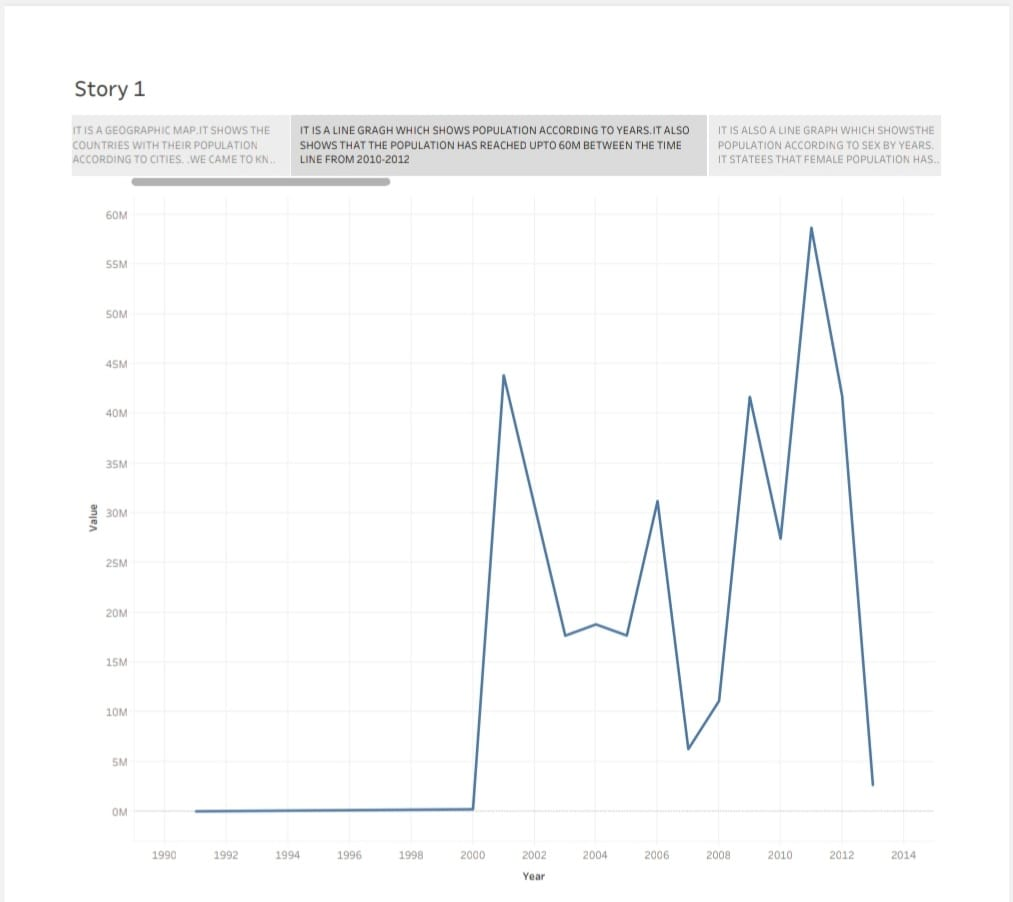 Story 1
IT IS A GEOGRAPHIC MAP.IT SHOWS THE
COUNTRIES WITH THEIR POPULATION
ACCORDING TO CITIES. .WE CAME TO KN..
IT IS A LINE GRAGH WHICH SHOWS POPULATION ACCORDING TO YEARS.IT ALSO
SHOWS THAT THE POPULATION HAS REACHED UPTO 60M BETWEEN THE TIME
LINE FROM 2010-2012
IT IS ALSO A LINE GRAPH WHICH SHOWSTHE
POPULATION ACCORDING TO SEX BY YEARS.
IT STATEES THAT FEMALE POPULATION HAS..
60M
55M
50M
45M
40M
35M
30M
25M
20M
15M
10M
5M
0M
Value
1990 1992 1994 1996 1998 2000 2002 2004 2006 2008 2010 2012 2014
Year